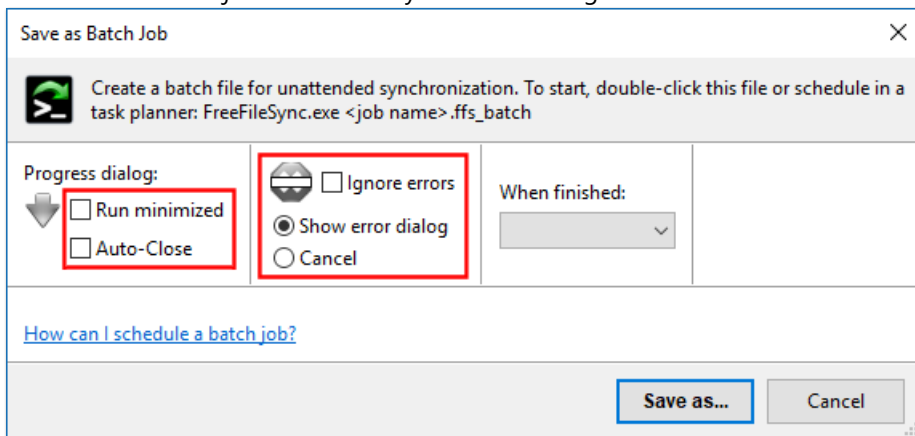 Save as Batch Job
Create a batch file for unattended synchronization. To start, double-click this file or schedule in a
task planner: FreeFileSync.exe <job name>.ffs_batch
Progress dialog:
Run minimized
Auto-Close
Ignore errors
Show error dialog
Cancel
When finished:
How can I schedule a batch job?
Save as...
Cancel